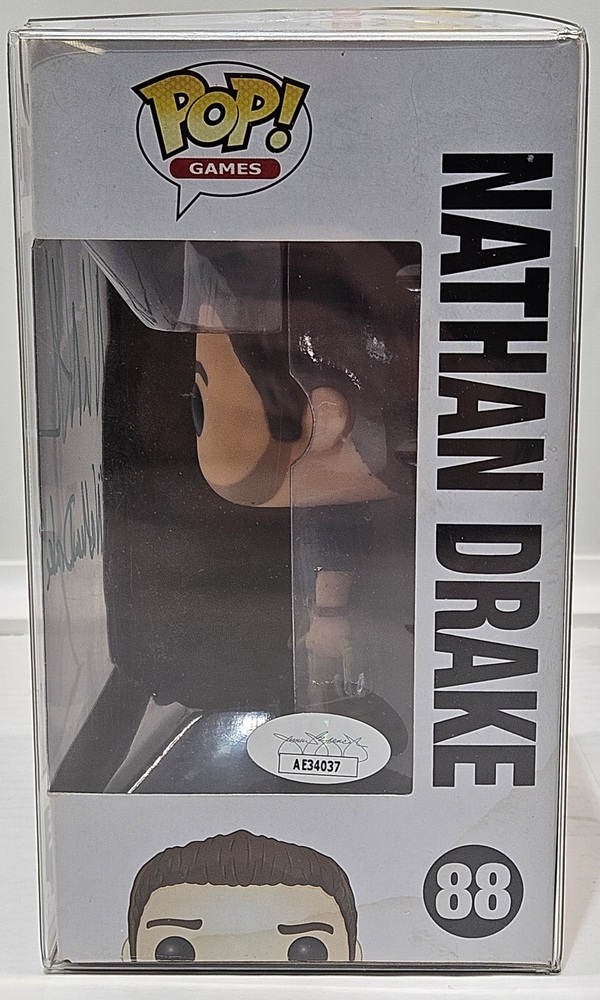 POP!
GAMES
NATHAN DRAKE
AE34037
88